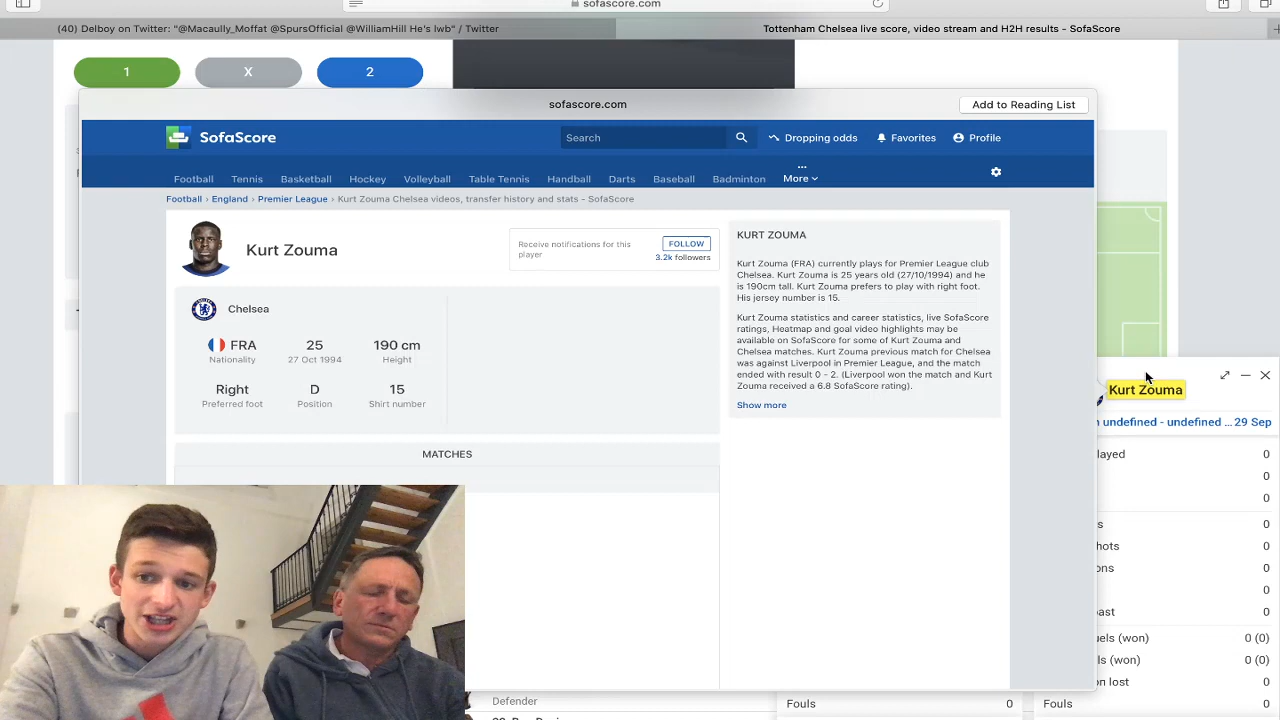 sofascore.com
(40) Delboy on Twitter: "@Macaully_Moffat @SpursOfficial @WilliamHill He's lwb" / Twitter
Tottenham Chelsea live score, video stream and H2H results - SofaScore
1
X
2
sofascore.com
Add to Reading List
SofaScore
Search
Dropping odds
Favorites
Profile
Football
Tennis
Basketball
Hockey
Volleyball
Table Tennis
Handball
Darts
Baseball
Badminton
... More
Football > England > Premier League > Kurt Zouma Chelsea videos, transfer history and stats - SofaScore
Kurt Zouma
Receive notifications for this
player
FOLLOW
3.2k followers
Chelsea
FRA
Nationality
25
27 Oct 1994
190 cm
Height
Right
Preferred foot
D
Position
15
Shirt number
MATCHES
KURT ZOUMA
Kurt Zouma (FRA) currently plays for Premier League club
Chelsea. Kurt Zouma is 25 years old (27/10/1994) and he
is 190cm tall. Kurt Zouma prefers to play with right foot.
His jersey number is 15.
Kurt Zouma statistics and career statistics, live SofaScore
ratings, Heatmap and goal video highlights may be
available on SofaScore for some of Kurt Zouma and
Chelsea matches. Kurt Zouma previous match for Chelsea
was against Liverpool in Premier League, and the match
ended with result 0 - 2. (Liverpool won the match and Kurt
Zouma received a 6.8 SofaScore rating).
Show more
Kurt Zouma
undefined - undefined ... 29 Sep
layed 0
0
0
s 0
hots 0
ons 0
0
ast 0
uels (won) 0 (0)
ls (won) 0 (0)
on lost 0
Defender
Fouls 0
Fouls 0